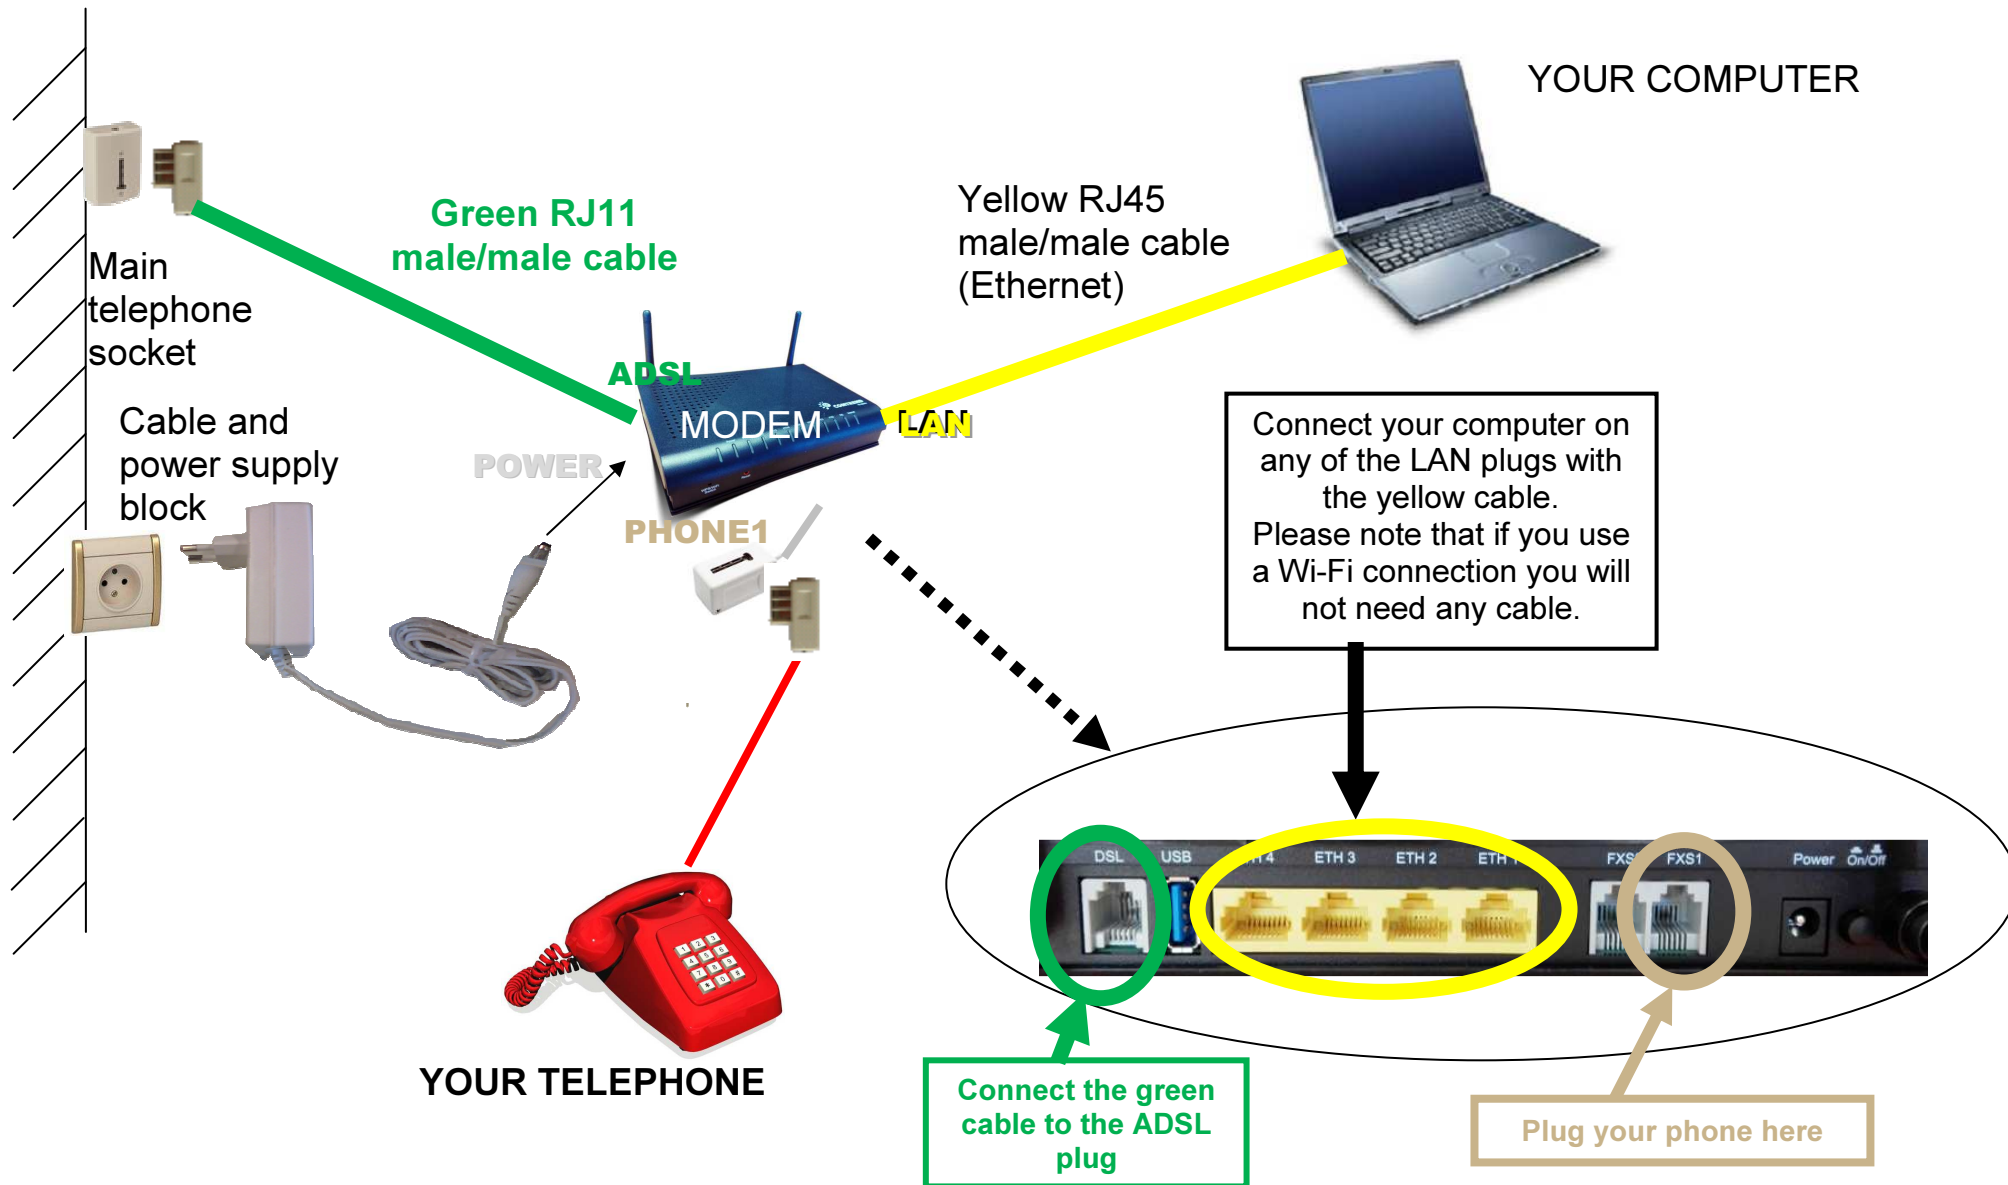 YOUR COMPUTER
Green RJ11
male/male cable
Yellow RJ45
male/male cable
(Ethernet)
Main
telephone
socket
ADSL
MODEM
LAN
Cable and
power supply
block
POWER
PHONE1
Connect your computer on
any of the LAN plugs with
the yellow cable.
Please note that if you use
a Wi-Fi connection you will
not need any cable.
DSL USB ETH 3 ETH 2 FXS1 Power On/Off
YOUR TELEPHONE
Connect the green
cable to the ADSL
plug
Plug your phone here